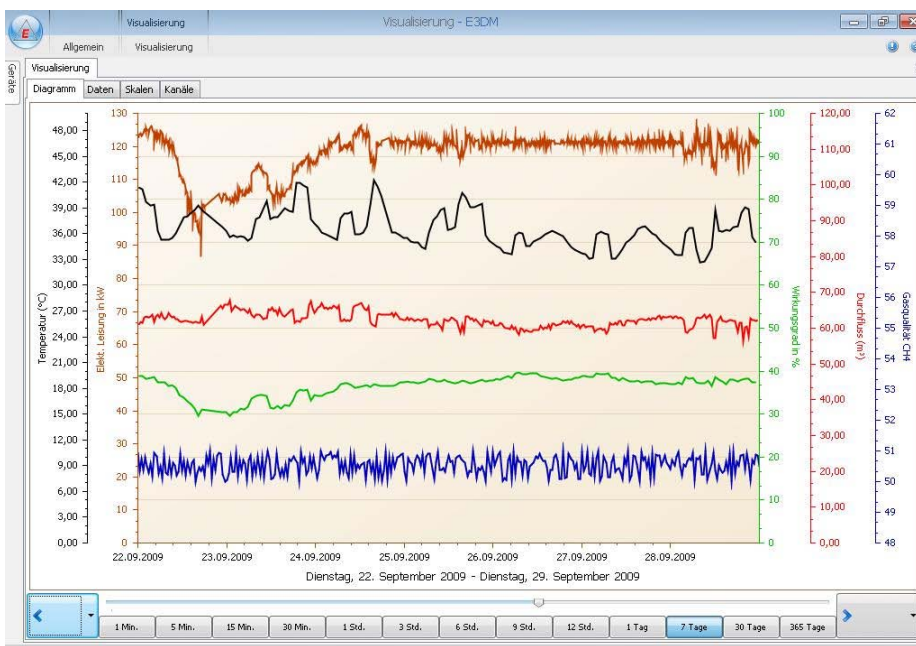 Visualisierung
Visualisierung - E3DM
E
Allgemein
Visualisierung
Geräte
Visualisierung
Diagramm
Daten
Skalen
Kanäle
48,00
45,00
42,00
39,00
36,00
33,00
30,00
27,00
24,00
21,00
18,00
15,00
12,00
9,00
6,00
3,00
0,00
Temperatur (°C)
130
120
110
100
90
80
70
60
50
40
30
20
10
0
Elekt. Leisung in kW
100
90
80
70
60
50
40
30
20
10
0
Wirkungsgrad in %
120,00
110,00
100,00
90,00
80,00
70,00
60,00
50,00
40,00
30,00
20,00
10,00
0,00
Durchfluss (m³)
62
61
60
59
58
57
56
55
54
53
52
51
50
49
48
Gasqualität CH4
22.09.2009
23.09.2009
24.09.2009
25.09.2009
26.09.2009
27.09.2009
28.09.2009
Dienstag, 22. September 2009 - Dienstag, 29. September 2009
1 Min.
5 Min.
15 Min.
30 Min.
1 Std.
3 Std.
6 Std.
9 Std.
12 Std.
1 Tag
7 Tage
30 Tage
365 Tage